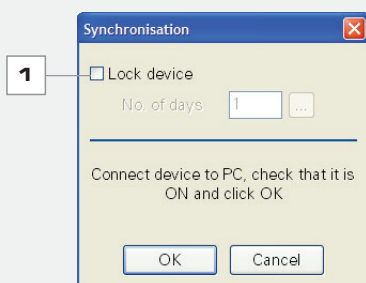 Synchronisation
1
Lock device
No. of days 1 ...
Connect device to PC, check that it is
ON and click OK
OK Cancel